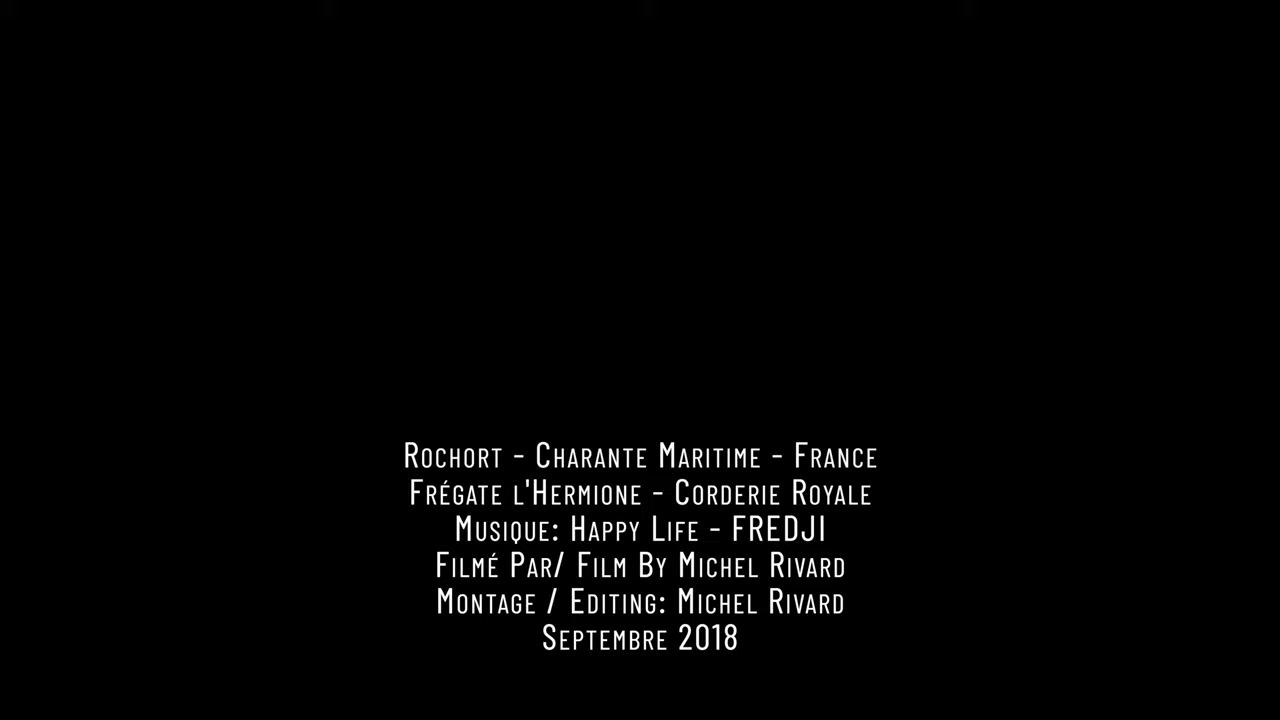 Rochort - Charante Maritime - France
Frégate l'Hermione - Corderie Royale
Musique: Happy Life - FREDJI
Filmé Par/ Film By Michel Rivard
Montage / Editing: Michel Rivard
Septembre 2018